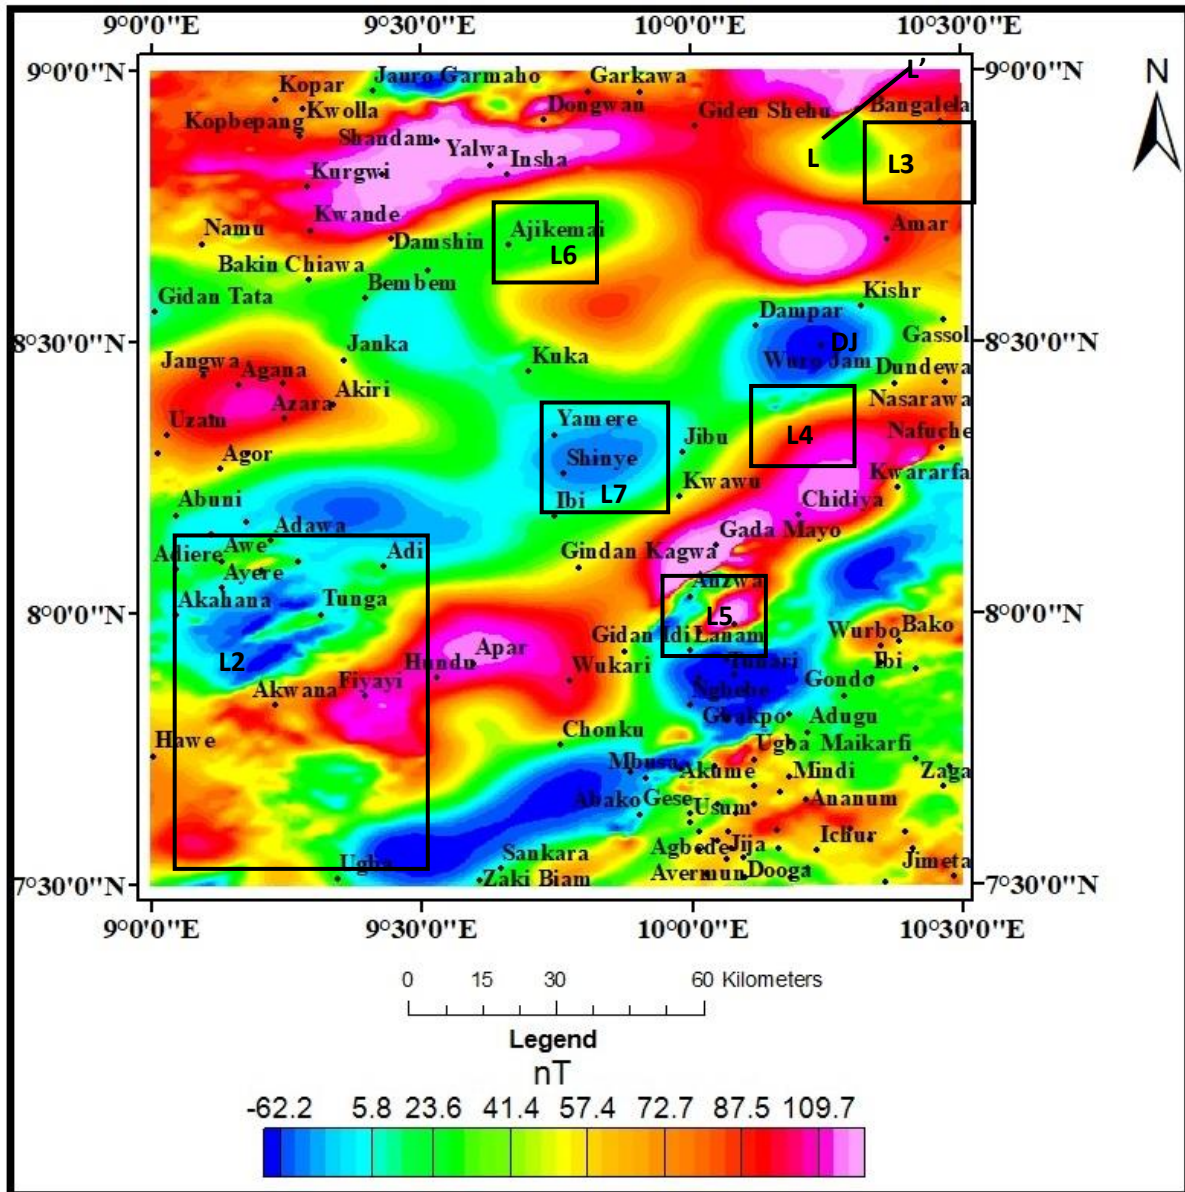 9°0'0"E 9°30'0"E 10°0'0"E 10°30'0"E
9°0'0"N L' 9°0'0"N
N
Jauro Garmaho Garkawa
Kopar
Kwolla Dongwan Giden Shehu Bangalela
Kopbepang
Shandam Yalwa Insha L L3
Kurgwi
Kwande Amar
Namu Damshin Ajikemai
L6
Bakin Chiawa
Bembem Kishr
Gidan Tata Dampar
8°30'0"N Janka DJ Gassol 8°30'0"N
Jangwa Agana Kuka Wuro Jam Dundewa
Azara Akiri Nasarawa
Uzam Yamere L4 Nafuche
Agor Shinye Jibu
Kwararfa
Abuni Ibi L7 Kwawu Chidiya
Adawa Gada Mayo
Adiere Awe Adi Gindan Kagwa
Ayere
8°0'0"N Akahana Tunga L5 8°0'0"N
Gidan Idi Lanam Wurbo Bako
L2 Hundu Apar Wukari Tunari Ibi
Akwana Fiyayi Gondo
Gbakpo Adugu
Hawe Chonku Ugba Maikarfi
Mbusa Akume Mindi Zaga
Abako Gese Usum Ananum
Agbede Jija Ichur
Ugba Sankara Jimeta
7°30'0"N Zaki Biam Avermun Dooga 7°30'0"N
9°0'0"E 9°30'0"E 10°0'0"E 10°30'0"E
0 15 30 60 Kilometers
Legend
nT
-62.2 5.8 23.6 41.4 57.4 72.7 87.5 109.7